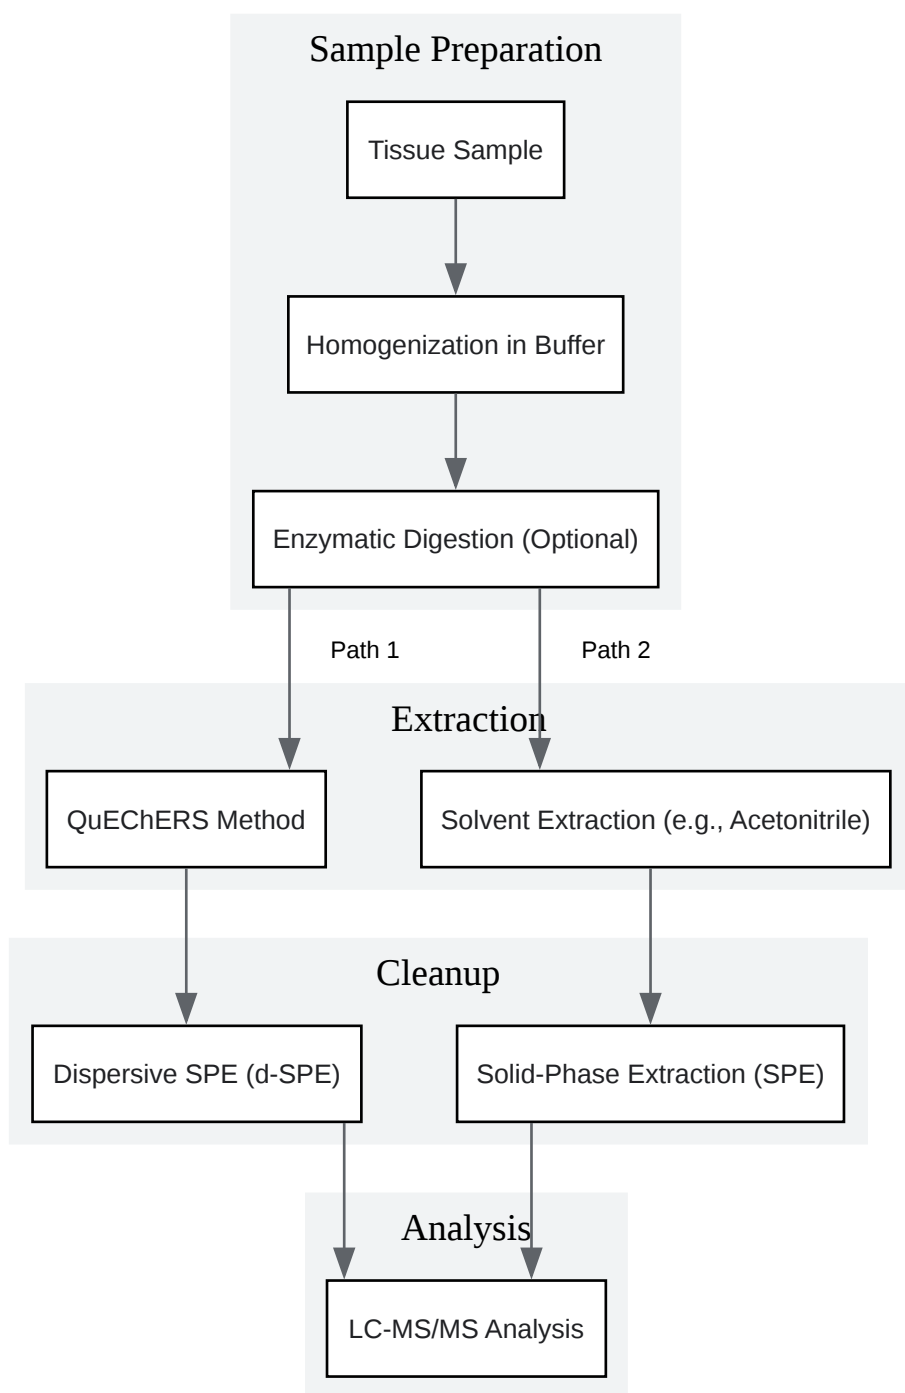 Sample Preparation
Tissue Sample
Homogenization in Buffer
Enzymatic Digestion (Optional)
Path 1
Path 2
Extraction
QuEChERS Method
Solvent Extraction (e.g., Acetonitrile)
Cleanup
Dispersive SPE (d-SPE)
Solid-Phase Extraction (SPE)
Analysis
LC-MS/MS Analysis